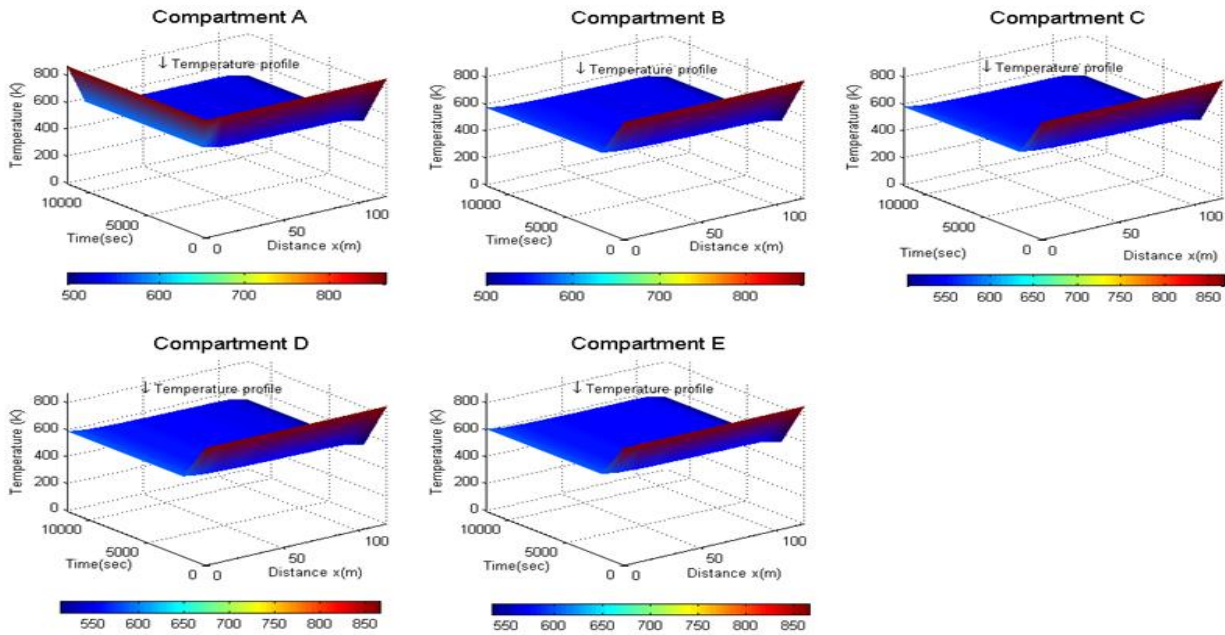 Compartment A
↓ Temperature profile
Temperature (K)
800
600
400
200
0
10000
5000
0
Time(sec)
0
50
100
Distance x(m)
500 600 700 800
Compartment B
↓ Temperature profile
Temperature (K)
800
600
400
200
0
10000
5000
0
Time(sec)
0
50
100
Distance x(m)
500 600 700 800
Compartment C
↓ Temperature profile
Temperature (K)
800
600
400
200
0
10000
5000
0
Time(sec)
0
50
100
Distance x(m)
550 600 650 700 750 800 850
Compartment D
↓ Temperature profile
Temperature (K)
800
600
400
200
0
10000
5000
0
Time(sec)
0
50
100
Distance x(m)
550 600 650 700 750 800 850
Compartment E
↓ Temperature profile
Temperature (K)
800
600
400
200
0
10000
5000
0
Time(sec)
0
50
100
Distance x(m)
550 600 650 700 750 800 850